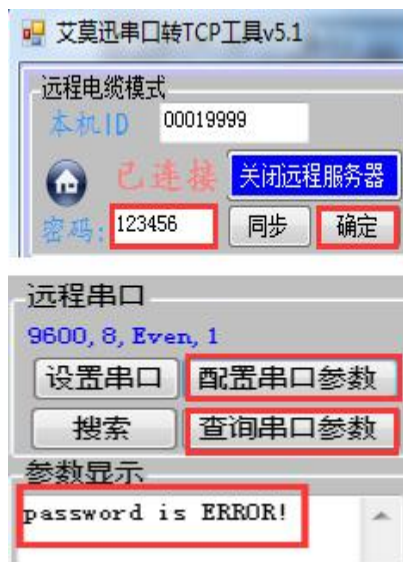 艾莫迅串口转TCP工具v5.1
远程电缆模式
本机ID 00019999
已连接 关闭远程服务器
密码: 123456 同步 确定
远程串口
9600, 8, Even, 1
设置串口 配置串口参数
搜索 查询串口参数
参数显示
password is ERROR!